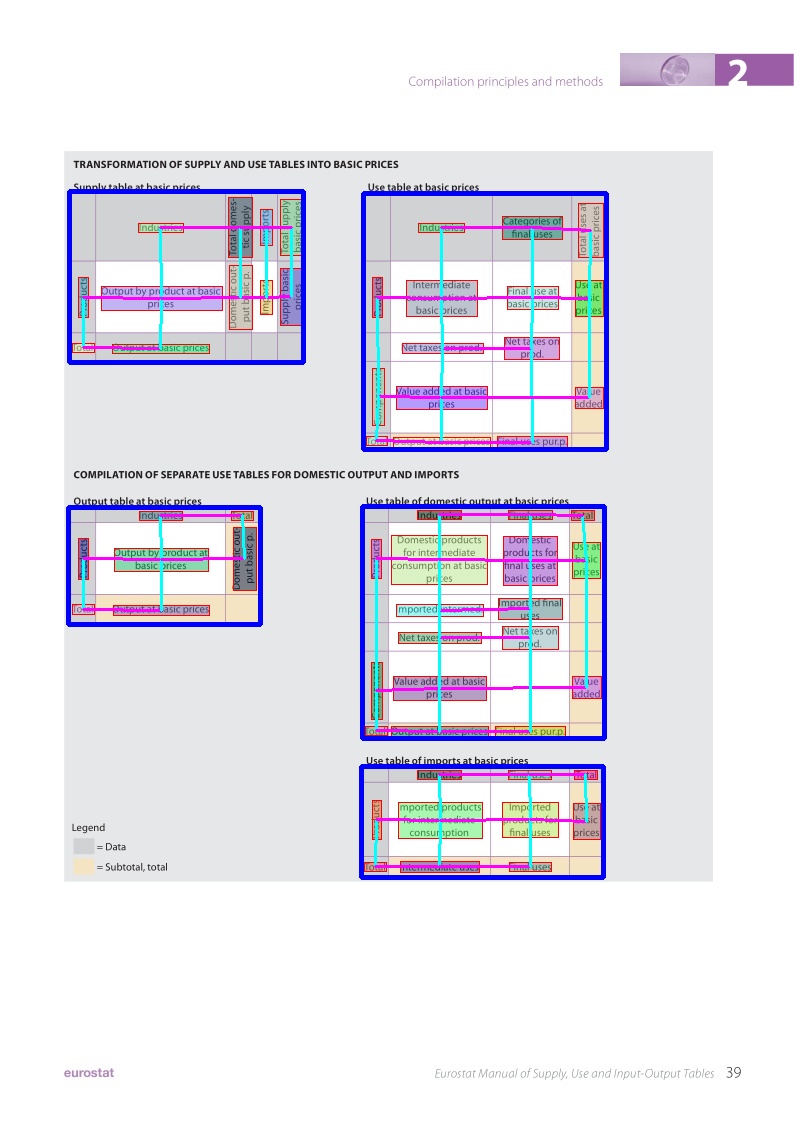 Compilation principles and methods
2
TRANSFORMATION OF SUPPLY AND USE TABLES INTO BASIC PRICES
Supply table at basic prices
Industries
Total domes-
tic supply
Imports
Total supply
basic prices
Products
Output by product at basic
prices
Domestic out-
put basic p.
Imports
Supply basic
prices
Total
Output at basic prices
Use table at basic prices
Industries
Categories of
final uses
Total uses at
basic prices
Products
Intermediate
consumption at
basic prices
Final use at
basic prices
Use at
basic
prices
Net taxes on prod.
Net taxes on
prod.
Value added at basic
prices
Value
added
Total
Output at basic prices
Final uses pur.p.
COMPILATION OF SEPARATE USE TABLES FOR DOMESTIC OUTPUT AND IMPORTS
Output table at basic prices
Industries
Total
Products
Output by product at
basic prices
Domestic out-
put basic p.
Total
Output at basic prices
Use table of domestic output at basic prices
Industries
Final uses
Total
Products
Domestic products
for intermediate
consumption at basic
prices
Domestic
products for
final uses at
basic prices
Use at
basic
prices
Imported intermed.
Imported final
uses
Net taxes on prod.
Net taxes on
prod.
Value added at basic
prices
Value
added
Total
Output at basic prices
Final uses pur.p.
Use table of imports at basic prices
Industries
Final uses
Total
Products
Imported products
for intermediate
consumption
Imported
products for
final uses
Use at
basic
prices
Total
Intermediate uses
Final uses
Legend
= Data
= Subtotal, total
eurostat
Eurostat Manual of Supply, Use and Input-Output Tables 39